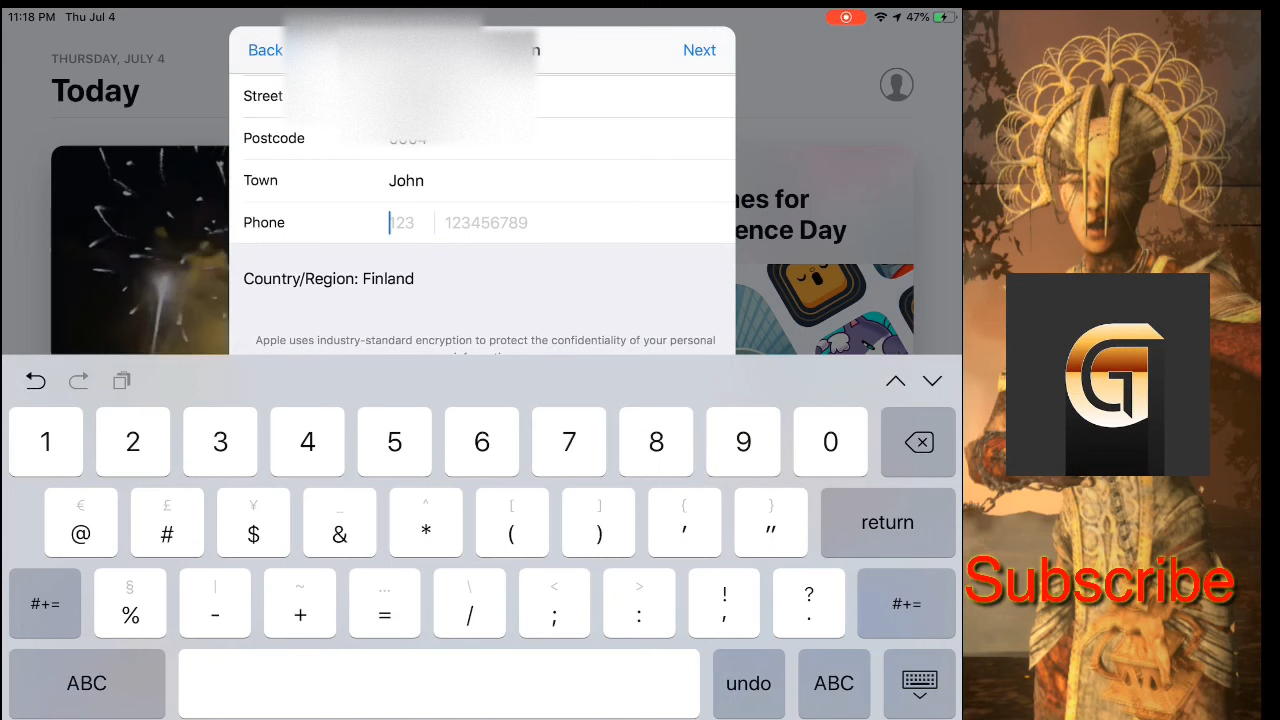 11:18 PM Thu Jul 4
47%
THURSDAY, JULY 4
Today
Back
Next
Street
Postcode
Town John
Phone 123 123456789
Country/Region: Finland
Apple uses industry-standard encryption to protect the confidentiality of your personal
for
Day
1 2 3 4 5 6 7 8 9 0
€ £ ¥ _ ^ [ ] { }
@ # $ & * ( ) ' "
return
§ | ~ … \ < > ! ?
#+= % - + = / ; : , . #+=
ABC undo ABC
G
Subscribe